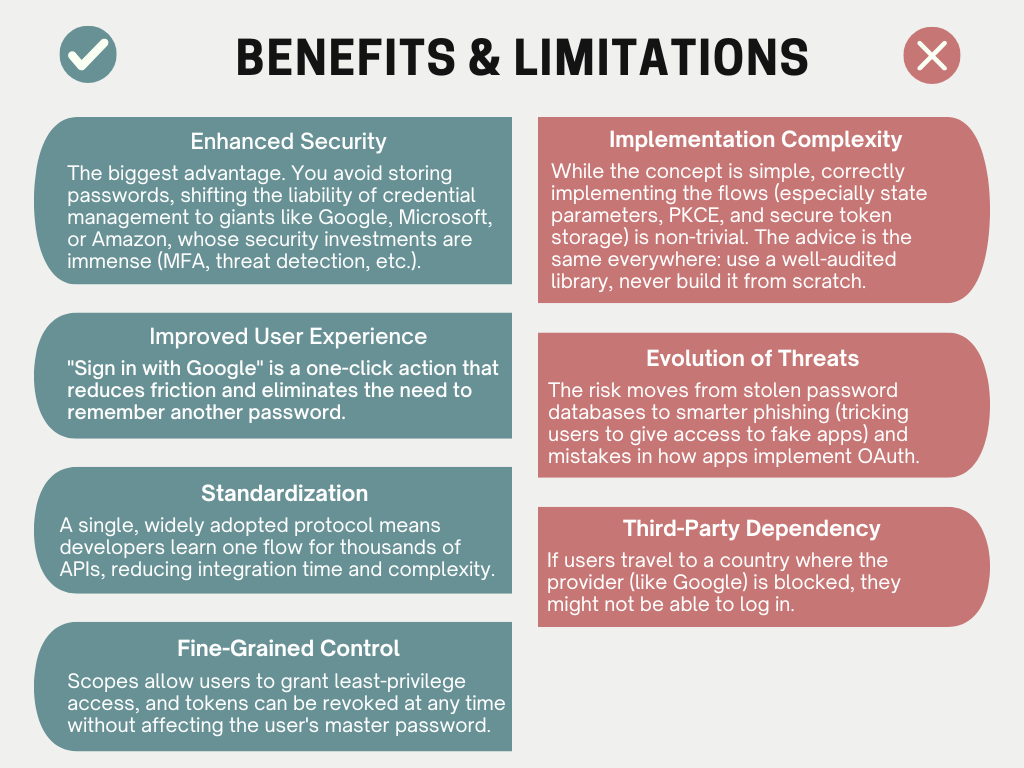 BENEFITS & LIMITATIONS
Enhanced Security
The biggest advantage. You avoid storing
passwords, shifting the liability of credential
management to giants like Google, Microsoft,
or Amazon, whose security investments are
immense (MFA, threat detection, etc.).
Improved User Experience
"Sign in with Google" is a one-click action that
reduces friction and eliminates the need to
remember another password.
Standardization
A single, widely adopted protocol means
developers learn one flow for thousands of
APIs, reducing integration time and complexity.
Fine-Grained Control
Scopes allow users to grant least-privilege
access, and tokens can be revoked at any time
without affecting the user's master password.
Implementation Complexity
While the concept is simple, correctly
implementing the flows (especially state
parameters, PKCE, and secure token
storage) is non-trivial. The advice is the
same everywhere: use a well-audited
library, never build it from scratch.
Evolution of Threats
The risk moves from stolen password
databases to smarter phishing (tricking
users to give access to fake apps) and
mistakes in how apps implement OAuth.
Third-Party Dependency
If users travel to a country where the
provider (like Google) is blocked, they
might not be able to log in.